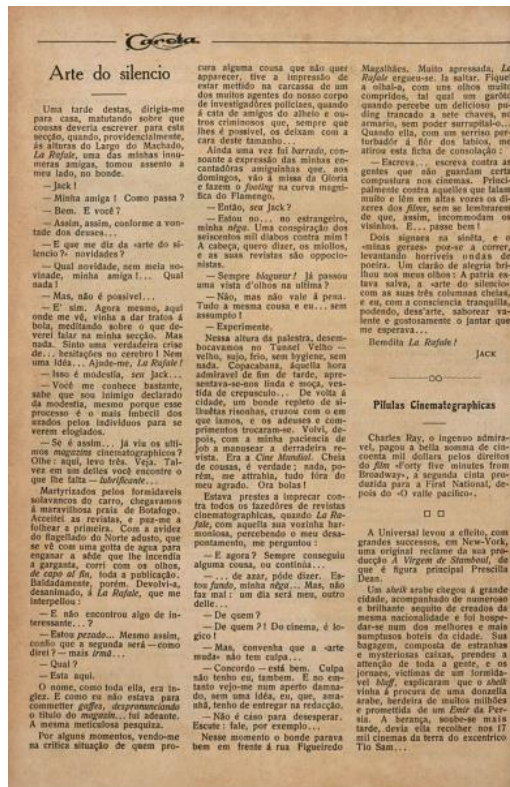 Careta
Arte do silencio
Uma tarde destas, dirigia-me
para casa, matutando sobre que
cousas deveria escrever para esta
secção, quando, providencialmente,
ás alturas do Largo do Machado,
La Rafale, uma das minhas innu-
meras amigas, tomou assento a
meu lado, no bonde.
— Jack!
— Minha amiga! Como passa?
— Bem. E você?
— Assim, assim, conforme a von-
tade dos deuses...
— E que me diz da «arte do si-
lencio?» novidades?
— Qual novidade, nem meia no-
vinade, minha amiga!... Qual
nada!
— Mas, não é possivel...
— E' sim. Agora mesmo, aqui
onde me vê, vinha a dar tratos á
bola, meditando sobre o que de-
verei falar na minha secção. Mas
nada. Sinto uma verdadeira crise
de... hesitações no cerebro! Nem
uma idéa... Ajude-me, La Rafale!
— Isso é modestia, seu Jack...
— Você me conhece bastante,
sabe que sou inimigo declarado
da modestia, mesmo porque esse
processo é o mais imbecil dos
usados pelos individuos para se
verem elogiados.
— Se é assim... Já viu os ulti-
mos magazins cinematographicos?
Olhe: aqui, levo três. Veja. Tal-
vez em um delles você encontre o
que lhe falta — lubrificante...
Martyrizados pelos formidaveis
solavancos do carro, chegavamos
á maravilhosa praia de Botafogo.
Acceitei as revistas, e puz-me a
folhear a primeira. Com a avidez
do flagellado do Norte adusto, que
se vê com uma gotta de agua para
enganar a sêde que lhe incendia
a garganta, corri com os olhos,
de capo al fin, toda a publicação.
Baldadamente, porém. Devolvi-a,
desanimado, á La Rafale, que me
interpellou:
— E não encontrou algo de in-
teressante...?
— Estou pezado... Mesmo assim,
confio que a segunda será — como
direi? — mais irmã...
— Qual?
— Esta aqui.
O nome, como toda ella, era in-
glez. E como eu não estava para
commetter gaffes, despronunciando
o titulo do magazin... fui adeante.
A mesma meticulosa pesquiza.
Por alguns momentos, vendo-me
na critica situação de quem pro-
cura alguma cousa que não quer
apparecer, tive a impressão de
estar mettido na carcassa de um
dos muitos agentes do nosso corpo
de investigadôres policiaes, quando
á cata de amigos do alheio e ou-
tros criminosos que, sempre que
lhes é possivel, os deixam com a
cara deste tamanho...
Ainda uma vez fui barrado, con-
soante a expressão das minhas en-
cantadôras amiguinhas que, aos
domingos, vão á missa da Gloria
e fazem o footing na curva magni-
fica do Flamengo.
— Então, seu Jack?
— Estou no... no estrangeiro,
minha nêga. Uma conspiração dos
seiscentos mil diabos contra mim!
A cabeça, quero dizer, os miollos,
e as suas revistas são opposicio-
nistas.
— Sempre blagueur! Já passou
uma vista d'olhos na ultima?
— Não, mas não vale á pena.
Tudo a mesma cousa e eu... sem
assumpto!
— Experimente.
Nessa altura da palestra, desem-
bocavamos no Tunnel Velho —
velho, sujo, feio, sem hygiene, sem
nada. Copacabana, áquella hora
admiravel de fim de tarde, apre-
sentava-se-nos linda e moça, ves-
tida de crepusculo... De volta á
cidade, um bonde repleto de si-
lhuêtas risonhas, cruzou com o em
que iamos, e os adeuses e com-
primentos trocaram-se. Volvi, de-
pois, com a minha paciencia de
Job a manusear a derradeira re-
vista. Era a Cine Mundial. Cheia
de cousas, é verdade; nada, po-
rém, me attrahia, tudo fóra do
meu agrado. Ora bolas!
Estava prestes a imprecar con-
tra todos os fazedôres de revistas
cinematographicas, quando La Ra-
fale, com aquella sua vozinha har-
moniosa, percebendo o meu desa-
pontamento, me perguntou:
— E agora? Sempre conseguiu
alguma cousa, ou continúa...
— ... de azar, póde dizer. Es-
tou fundo, minha nêga... Mas, não
faz mal: um dia será meu, outro
delle...
— De quem?
— De quem?! Do cinema, é lo-
gico!
— Mas, convenha que a «arte
muda» não tem culpa...
— Concordo — está bem. Culpa
não tenho eu, tambem. E no em-
tanto vejo-me num aperto damna-
do, sem uma idéa, eu, que, ama-
nhã, tenho de entregar na redacção.
— Não é caso para desesperar.
Escute: fale, por exemplo...
Nesse momento o bonde parava
bem em frente á rua Figueiredo
Magalhães. Muito apressada, La
Rafale ergueu-se. Ia saltar. Fiquei
a olhal-a, com uns olhos muito
compridos, tal qual um garôto
quando percebe um delicioso pu-
ding trancado a sete chaves, no
armario, sem poder surrupial-o...
Quando ella, com um serriso per-
turbadôr á flôr dos labios, me
atirou esta ficha de consolação:
— Escreva... escreva contra as
gentes que não guardam certa
compustura nos cinemas. Princi-
palmente contra aquelles que falam
muito e lêm em altas vozes os di-
zeres dos films, sem se lembrarem
de que, assim, incommodam os
visinhos. E... passe bem!
Dois signaes na sinêta, e o
«minas geraes» poz-se a correr,
levantando horriveis ondas de
poeira. Um clarão de alegria bri-
lhou nos meus olhos: A patria es-
tava salva, a «arte do silencio»
com as suas três columnas cheias,
e eu, com a consciencia tranquilla,
podendo, dess'arte, saborear va-
lente e gostosamente o jantar que
me esperava...
Bemdita La Rafale!
JACK
Pilulas Cinematographicas
Charles Ray, o ingenuo admira-
vel, pagou a bella somma de cin-
coenta mil dollars pelos direitos
do film «Forty five minutes from
Broadway», a segunda cinta pro-
duzida para a First National, de-
pois do «O valle pacifico».
A Universal levou a effeito, com
grandes successos, em New-York,
uma original reclame da sua pro-
ducção A Virgem de Stamboul, de
que é figura principal Prescilla
Dean.
Um sheik arabe chegou á grande
cidade, acompanhado de numeroso
e brilhante sequito de creados da
mesma nacionalidade e foi hospe-
dar-se num dos melhores e mais
sumptuosos hoteis da cidade. Sua
bagagem, composta de estranhas
e mysteriosas caixas, prendeu a
attenção de toda a gente, e os
jornaes, victimas de um formida-
vel bluff, explicaram que o sheik
vinha á procura de uma donzella
arabe, herdeira de muitos milhões
e promettida de um Emir da Per-
sia. A herança, soube-se mais
tarde, devia ella recolher nos 17
mil cinemas da terra do excentrico
Tio Sam...